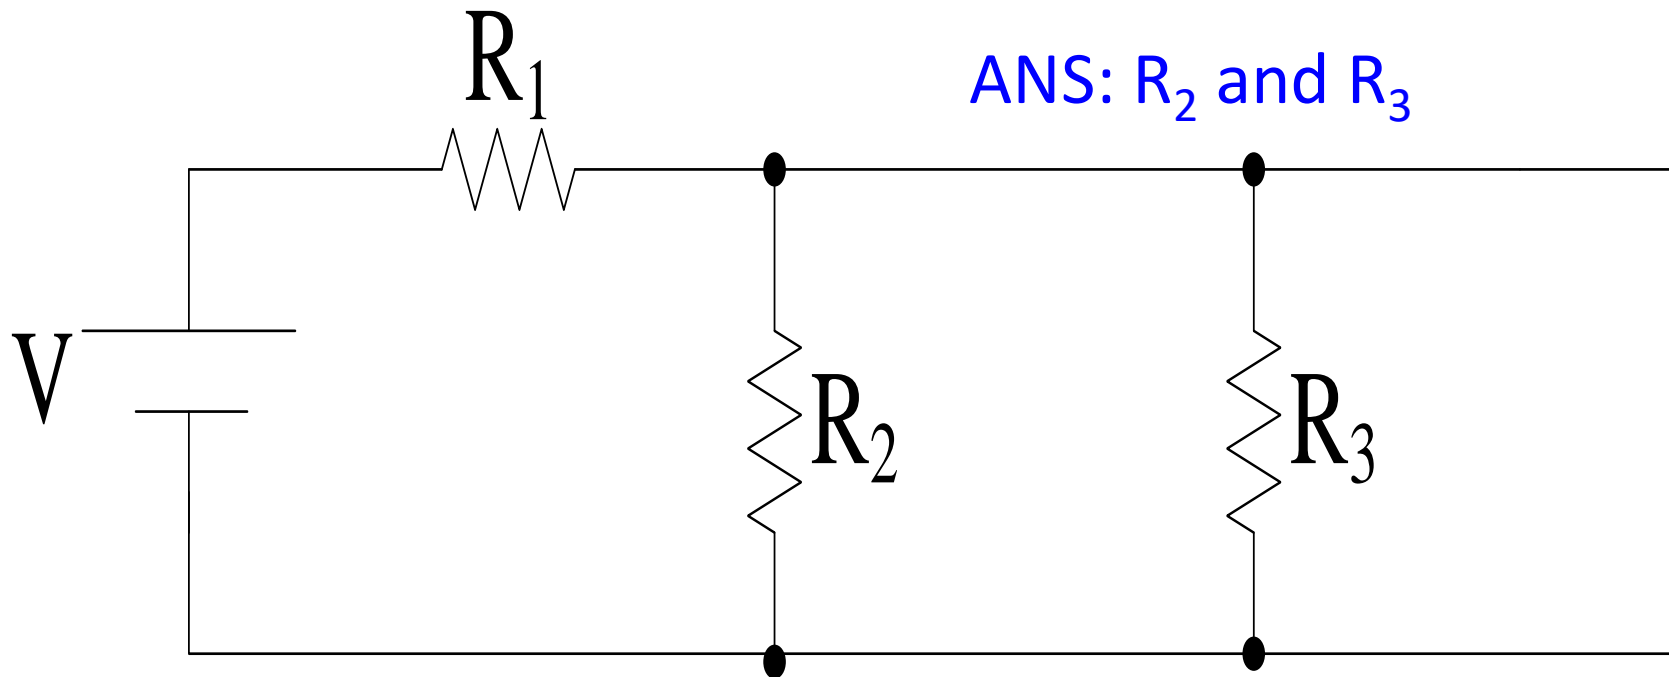 R₁
ANS: R₂ and R₃
V
R₂
R₃